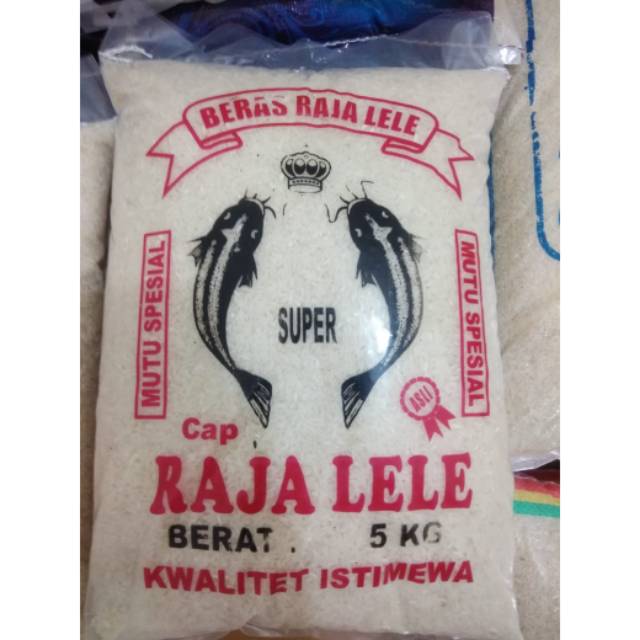 BERAS RAJA LELE
MUTU SPESIAL
SUPER
MUTU SPESIAL
ASLI
Cap
RAJA LELE
BERAT . 5 KG
KWALITET ISTIMEWA